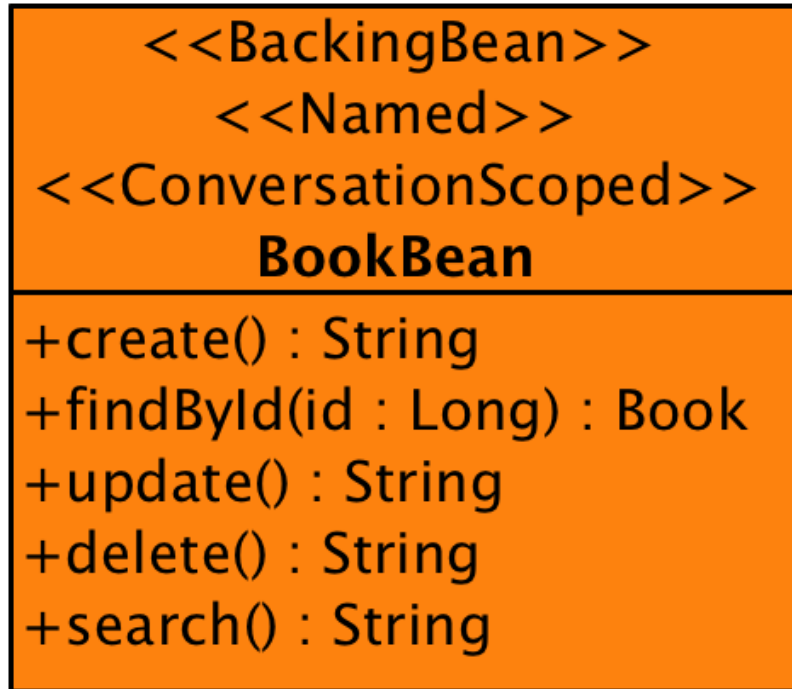 <<BackingBean>>
<<Named>>
<<ConversationScoped>>
BookBean
+create() : String
+findById(id : Long) : Book
+update() : String
+delete() : String
+search() : String